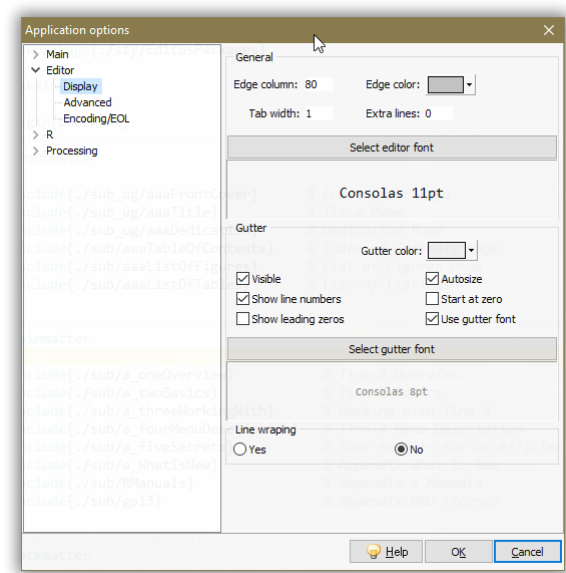 Application options
Main
Editor
Display
Advanced
Encoding/EOL
R
Processing
General
Edge column: 80 Edge color:
Tab width: 1 Extra lines: 0
Select editor font
Consolas 11pt
Gutter
Gutter color:
Visible Autosize
Show line numbers Start at zero
Show leading zeros Use gutter font
Select gutter font
Consolas 8pt
Line wraping
Yes No
Help OK Cancel